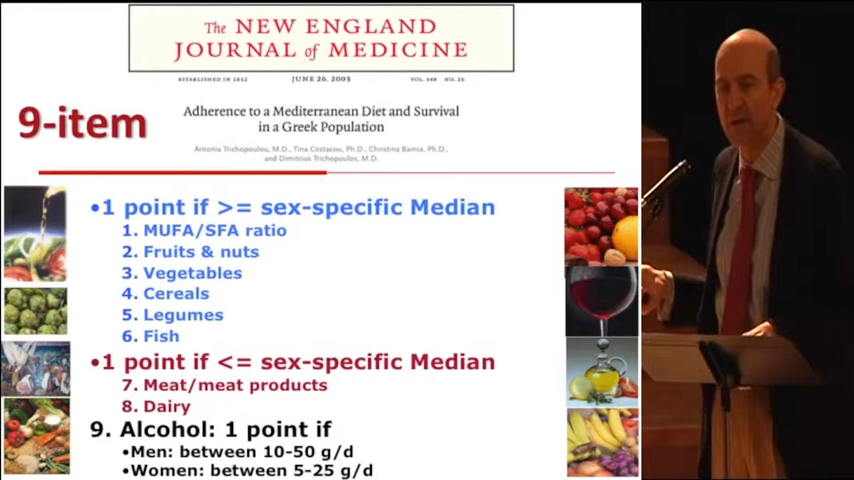 The NEW ENGLAND
JOURNAL of MEDICINE
ESTABLISHED IN 1812 JUNE 26, 2003 VOL. 348 NO. 26
9-item
Adherence to a Mediterranean Diet and Survival
in a Greek Population
Antonia Trichopoulou, M.D., Tina Costacou, Ph.D., Christina Bamia, Ph.D.,
and Dimitrios Trichopoulos, M.D.
•1 point if >= sex-specific Median
1. MUFA/SFA ratio
2. Fruits & nuts
3. Vegetables
4. Cereals
5. Legumes
6. Fish
•1 point if <= sex-specific Median
7. Meat/meat products
8. Dairy
9. Alcohol: 1 point if
•Men: between 10-50 g/d
•Women: between 5-25 g/d